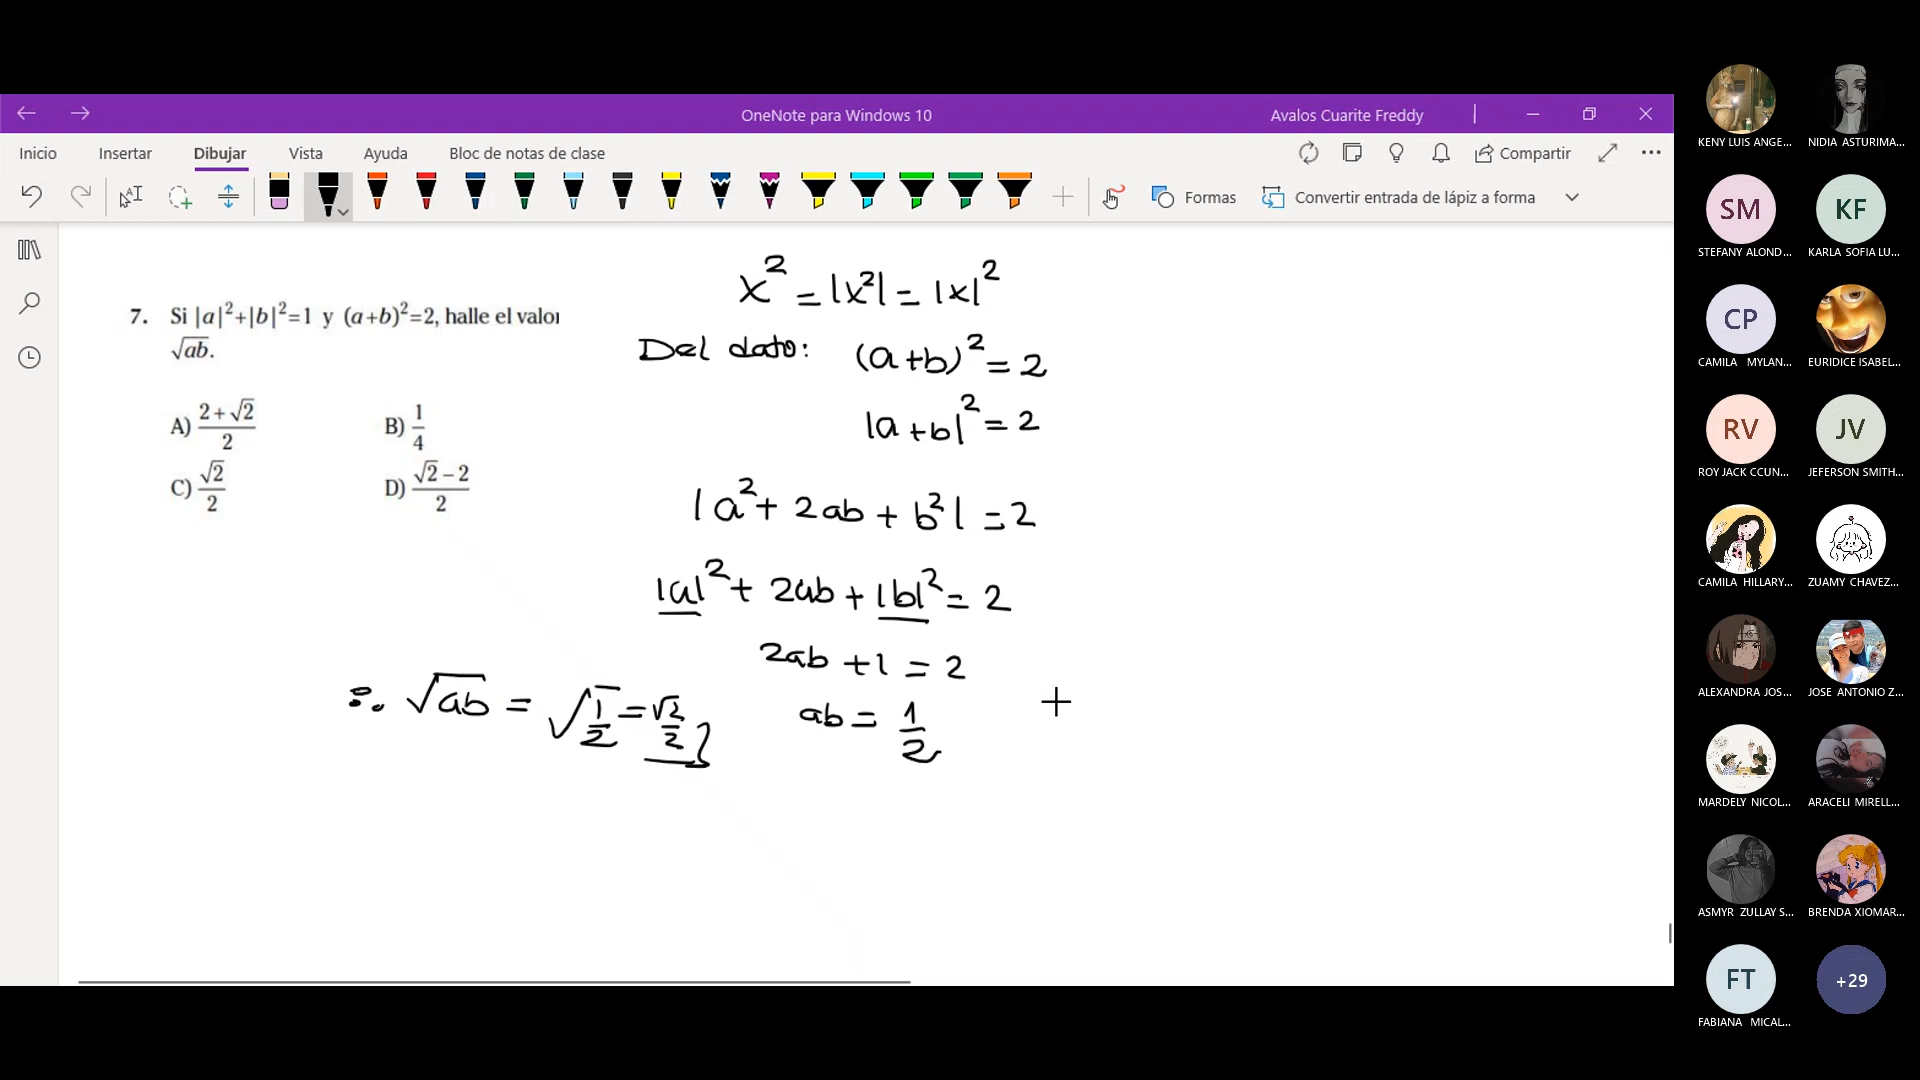 OneNote para Windows 10
Avalos Cuarite Freddy
Inicio Insertar Dibujar Vista Ayuda Bloc de notas de clase
Compartir
Formas
Convertir entrada de lápiz a forma
7. Si |a|²+|b|²=1 y (a+b)²=2, halle el valor
√ab.
A) (2+√2)/2
B) 1/4
C) √2/2
D) (√2−2)/2
x² = |x²| = |x|²
Del dato: (a+b)² = 2
|a+b|² = 2
|a² + 2ab + b²| = 2
|a|² + 2ab + |b|² = 2
2ab + 1 = 2
ab = 1/2
∴ √ab = √(1/2) = √2/2
KENY LUIS ANGE...
NIDIA ASTURIMA...
SM
STEFANY ALOND...
KF
KARLA SOFIA LU...
CP
CAMILA MYLAN...
EURIDICE ISABEL...
RV
ROY JACK CCUN...
JV
JEFERSON SMITH...
CAMILA HILLARY...
ZUAMY CHAVEZ...
ALEXANDRA JOS...
JOSE ANTONIO Z...
MARDELY NICOL...
ARACELI MIRELL...
ASMYR ZULLAY S...
BRENDA XIOMAR...
FT
FABIANA MICAL...
+29